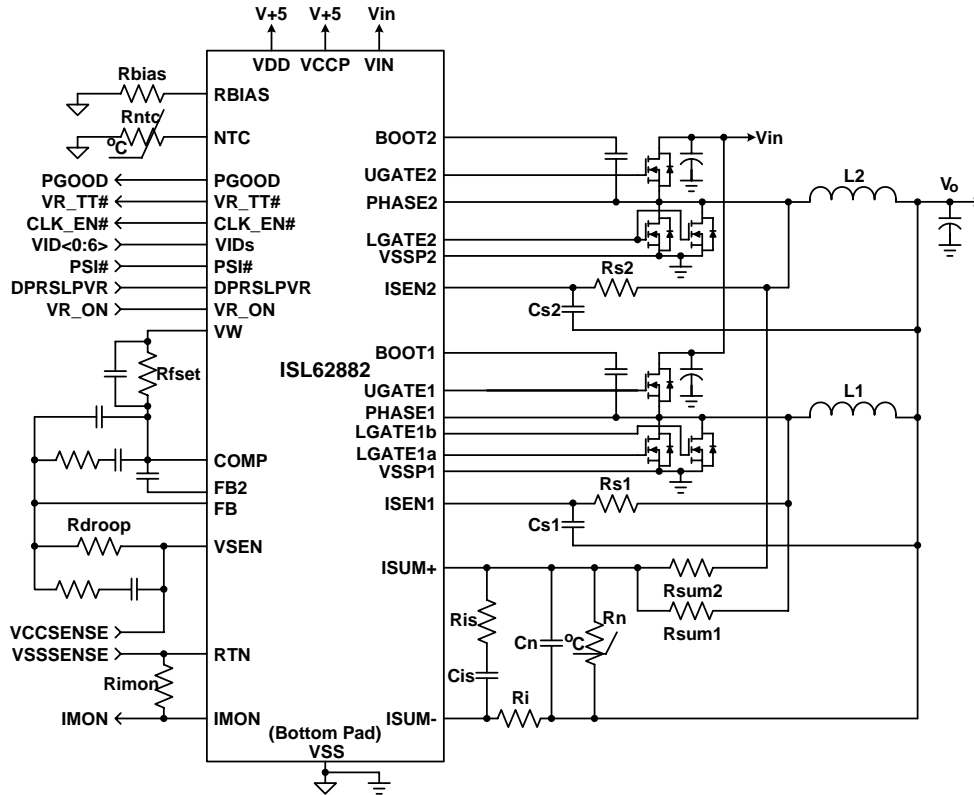 V+5 V+5 Vin
VDD VCCP VIN
Rbias
RBIAS
Rntc
NTC
°C
BOOT2
Vin
UGATE2
L2
Vo
PGOOD PGOOD
PHASE2
VR_TT# VR_TT#
CLK_EN# CLK_EN#
LGATE2
VID<0:6> VIDs
VSSP2
PSI# PSI#
Rs2
DPRSLPVR DPRSLPVR
ISEN2
VR_ON VR_ON
Cs2
VW
BOOT1
Rfset
ISL62882
UGATE1
L1
PHASE1
LGATE1b
LGATE1a
COMP
VSSP1
FB2
Rs1
FB
ISEN1
Cs1
Rdroop
VSEN
ISUM+
Rsum2
Ris
Rn
Rsum1
VCCSENSE
Cn
°C
VSSSENSE RTN
Cis
Rimon
Ri
IMON IMON
ISUM-
(Bottom Pad)
VSS